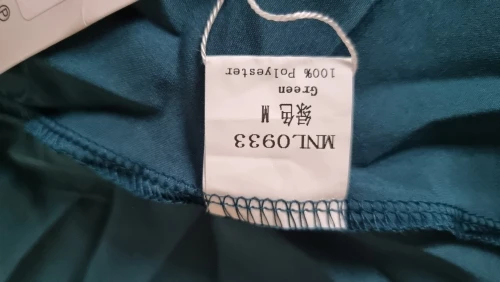 MNL0933
绿色 M
Green
100% Polyester
℗